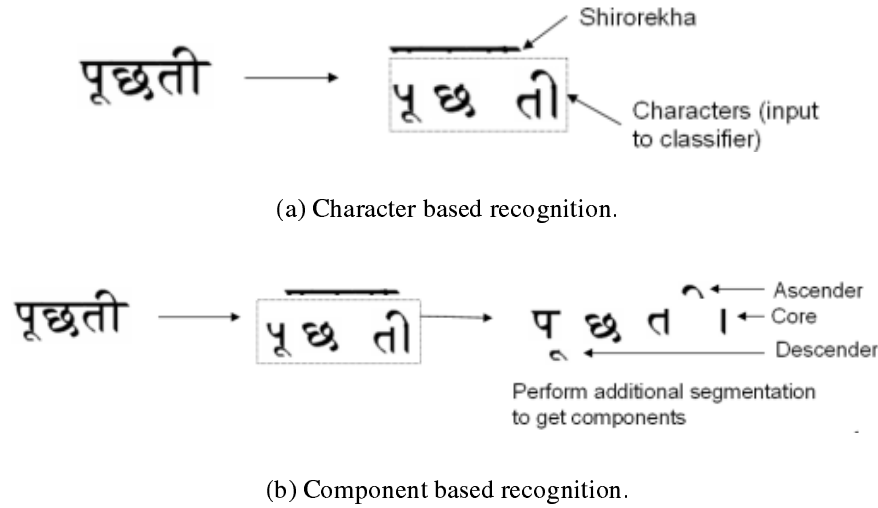 Shirorekha
पूछती
पू छ ती
Characters (input
to classifier)
(a) Character based recognition.
पूछती
पू छ ती
Ascender
Core
Descender
प छ त ा
ू
Perform additional segmentation
to get components
(b) Component based recognition.